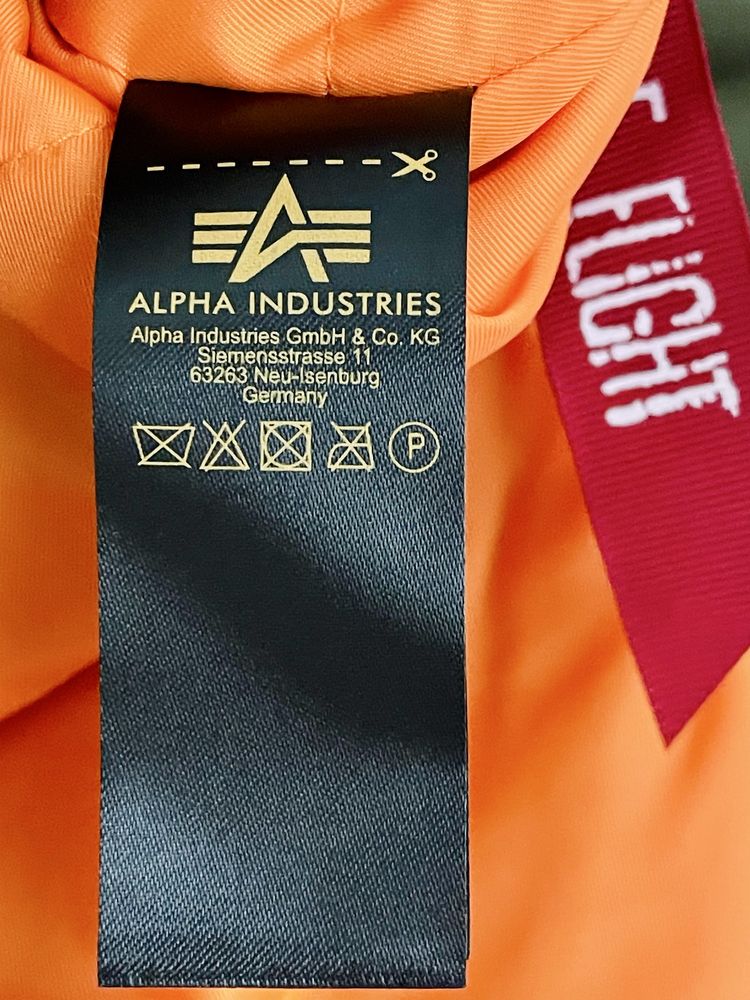 ALPHA INDUSTRIES
Alpha Industries GmbH & Co. KG
Siemensstrasse 11
63263 Neu-Isenburg
Germany
P
FLIGHT